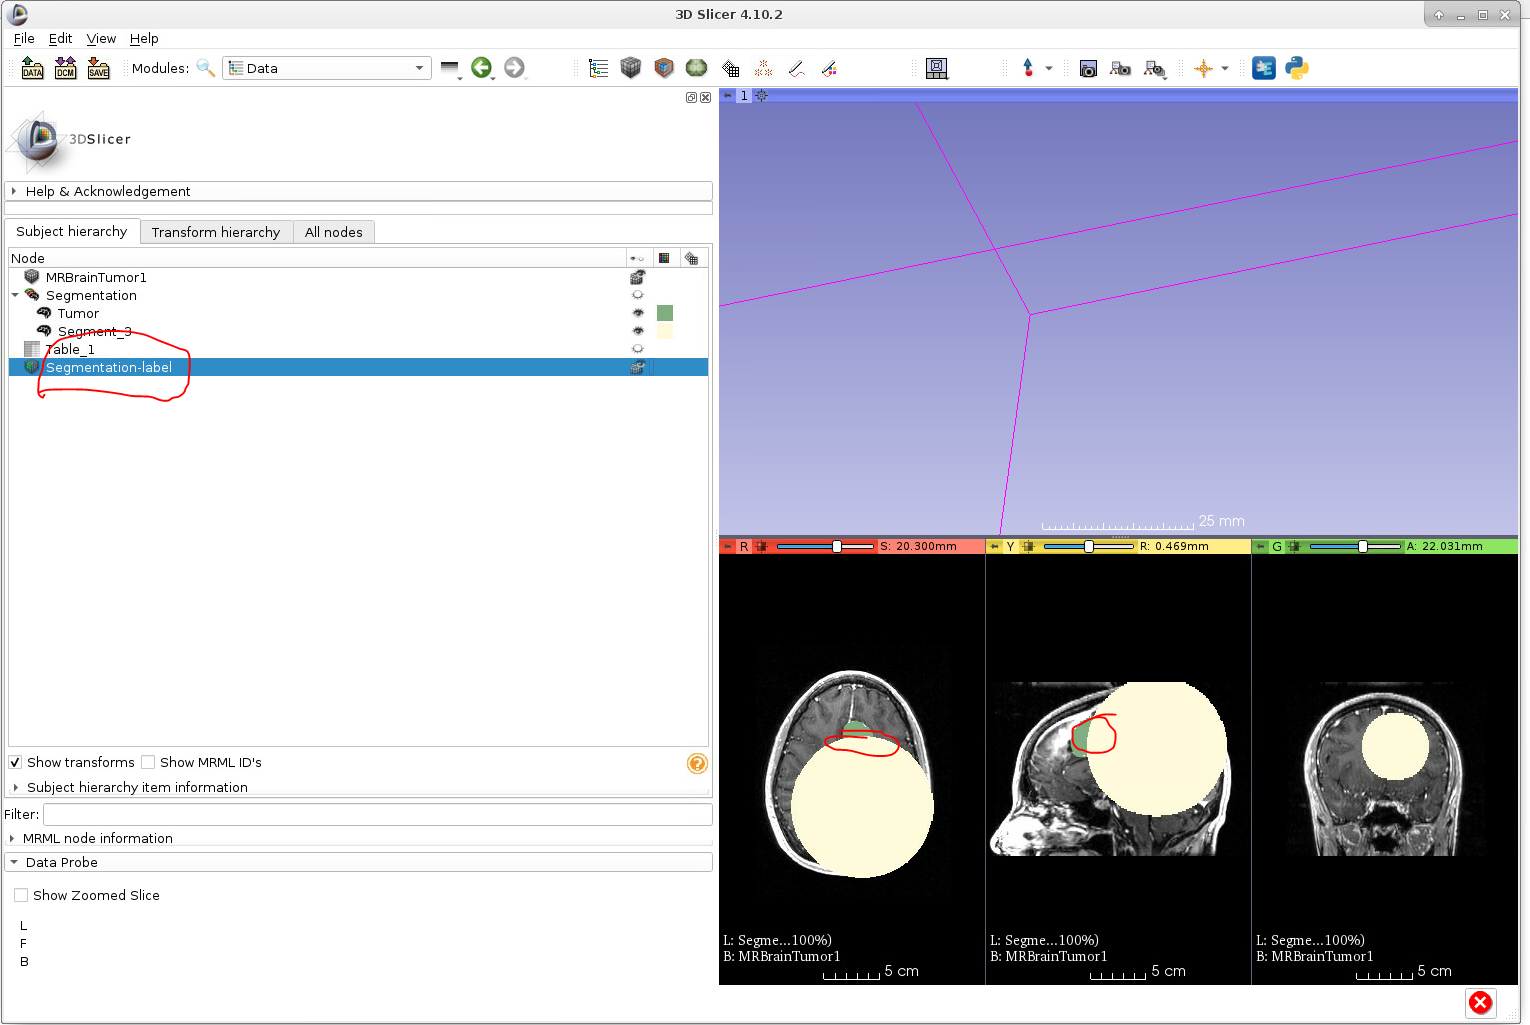 3D Slicer 4.10.2
File Edit View Help
DATA DCM SAVE Modules: Data
1
3DSlicer
Help & Acknowledgement
Subject hierarchy Transform hierarchy All nodes
Node
MRBrainTumor1
Segmentation
Tumor
Segment_3
Table_1
Segmentation-label
25 mm
R S: 20.300mm
Y R: 0.469mm
G A: 22.031mm
Show transforms Show MRML ID's
Subject hierarchy item information
Filter:
MRML node information
Data Probe
Show Zoomed Slice
L
F
B
L: Segme...100%)
B: MRBrainTumor1
5 cm
L: Segme...100%)
B: MRBrainTumor1
5 cm
L: Segme...100%)
B: MRBrainTumor1
5 cm